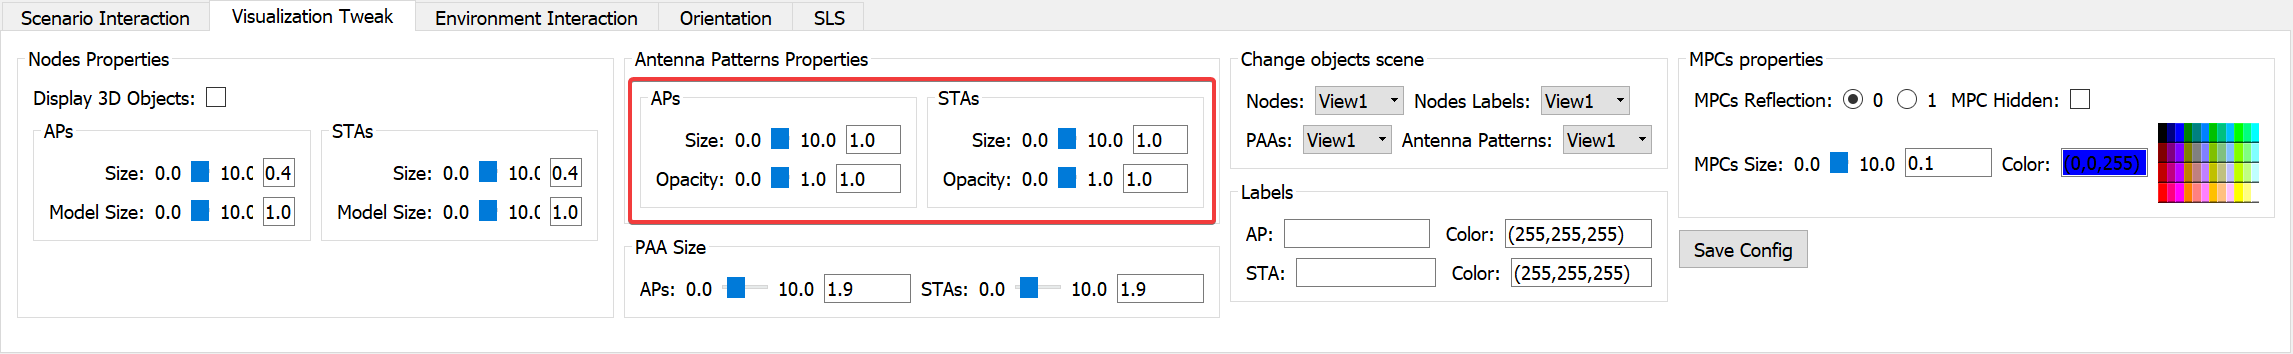 Scenario Interaction
Visualization Tweak
Environment Interaction
Orientation
SLS
Nodes Properties
Display 3D Objects:
APs
Size: 0.0 10.0 0.4
Model Size: 0.0 10.0 1.0
STAs
Size: 0.0 10.0 0.4
Model Size: 0.0 10.0 1.0
Antenna Patterns Properties
APs
Size: 0.0 10.0 1.0
Opacity: 0.0 1.0 1.0
STAs
Size: 0.0 10.0 1.0
Opacity: 0.0 1.0 1.0
PAA Size
APs: 0.0 10.0 1.9 STAs: 0.0 10.0 1.9
Change objects scene
Nodes: View1 Nodes Labels: View1
PAAs: View1 Antenna Patterns: View1
Labels
AP: Color: (255,255,255)
STA: Color: (255,255,255)
MPCs properties
MPCs Reflection: 0 1 MPC Hidden:
MPCs Size: 0.0 10.0 0.1 Color: (0,0,255)
Save Config